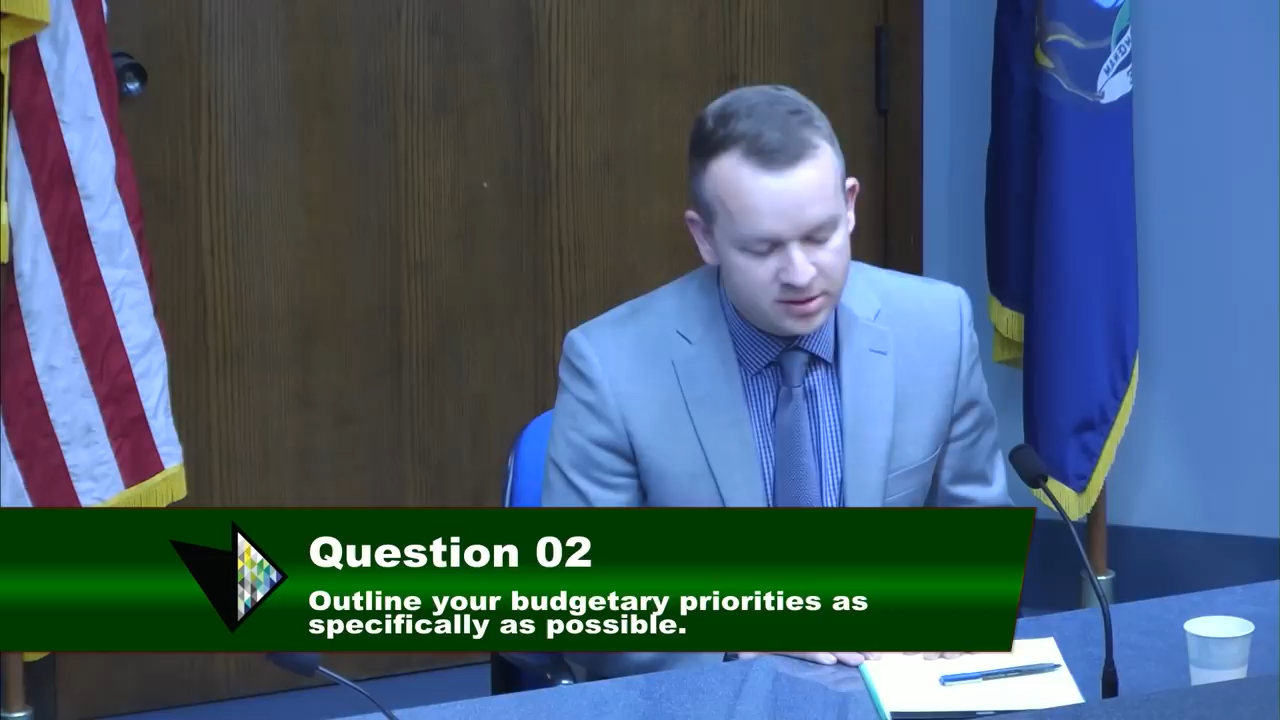 Question 02
Outline your budgetary priorities as
specifically as possible.